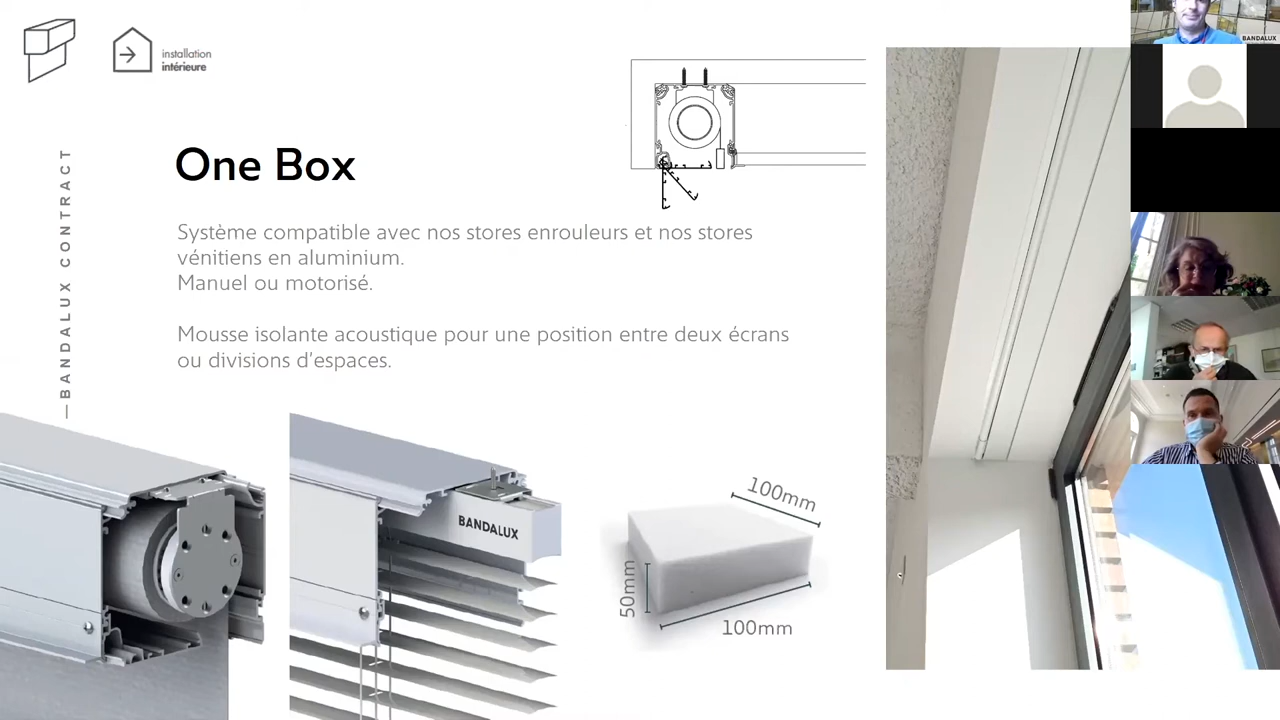 installation
intérieure
BANDALUX
— BANDALUX CONTRACT
One Box
Système compatible avec nos stores enrouleurs et nos stores
vénitiens en aluminium.
Manuel ou motorisé.
Mousse isolante acoustique pour une position entre deux écrans
ou divisions d'espaces.
BANDALUX
100mm
50mm
100mm